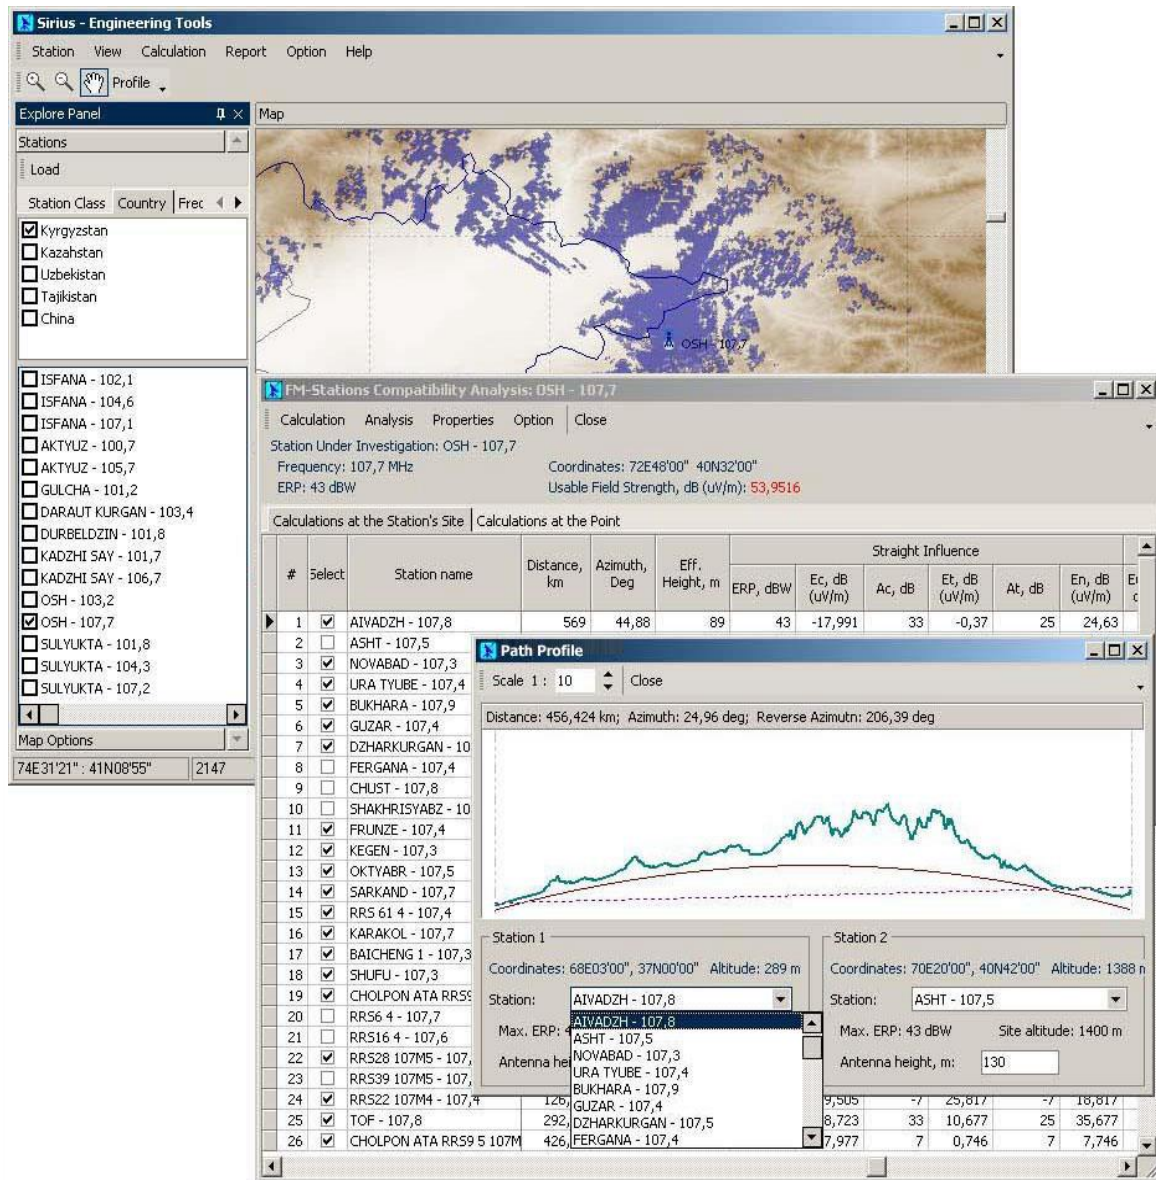 Sirius - Engineering Tools
Station View Calculation Report Option Help
Profile
Explore Panel
Map
Stations
Load
Station Class Country Frec
Kyrgyzstan
Kazahstan
Uzbekistan
Tajikistan
China
ISFANA - 102,1
ISFANA - 104,6
ISFANA - 107,1
AKTYUZ - 100,7
AKTYUZ - 105,7
GULCHA - 101,2
DARAUT KURGAN - 103,4
DURBELDZIN - 101,8
KADZHI SAY - 101,7
KADZHI SAY - 106,7
OSH - 103,2
OSH - 107,7
SULYUKTA - 101,8
SULYUKTA - 104,3
SULYUKTA - 107,2
Map Options
74E31'21" : 41N08'55" 2147
OSH - 107,7
FM-Stations Compatibility Analysis: OSH - 107,7
Calculation Analysis Properties Option Close
Station Under Investigation: OSH - 107,7
Frequency: 107,7 MHz Coordinates: 72E48'00" 40N32'00"
ERP: 43 dBW Usable Field Strength, dB (uV/m): 53,9516
Calculations at the Station's Site Calculations at the Point
# Select Station name Distance, km Azimuth, Deg Eff. Height, m Straight Influence
ERP, dBW Ec, dB (uV/m) Ac, dB Et, dB (uV/m) At, dB En, dB (uV/m)
1 AIVADZH - 107,8 569 44,88 89 43 -17,991 33 -0,37 25 24,63
2 ASHT - 107,5
3 NOVABAD - 107,3
4 URA TYUBE - 107,4
5 BUKHARA - 107,9
6 GUZAR - 107,4
7 DZHARKURGAN - 10
8 FERGANA - 107,4
9 CHUST - 107,8
10 SHAKHRISYABZ - 10
11 FRUNZE - 107,4
12 KEGEN - 107,3
13 OKTYABR - 107,5
14 SARKAND - 107,7
15 RRS 61 4 - 107,4
16 KARAKOL - 107,7
17 BAICHENG 1 - 107,3
18 SHUFU - 107,3
19 CHOLPON ATA RRS9
20 RRS6 4 - 107,7
21 RRS16 4 - 107,6
22 RRS28 107M5 - 107,
23 RRS39 107M5 - 107,
24 RRS22 107M4 - 107,4 126, 9,505 -7 25,817 -7 18,817
25 TOF - 107,8 292, 8,723 33 10,677 25 35,677
26 CHOLPON ATA RRS9 5 107M 426, 7,977 7 0,746 7 7,746
Path Profile
Scale 1 : 10 Close
Distance: 456,424 km; Azimuth: 24,96 deg; Reverse Azimutn: 206,39 deg
Station 1
Coordinates: 68E03'00", 37N00'00" Altitude: 289 m
Station: AIVADZH - 107,8
Max. ERP: 4
Antenna hei
AIVADZH - 107,8
ASHT - 107,5
NOVABAD - 107,3
URA TYUBE - 107,4
BUKHARA - 107,9
GUZAR - 107,4
DZHARKURGAN - 107,5
FERGANA - 107,4
Station 2
Coordinates: 70E20'00", 40N42'00" Altitude: 1388 m
Station: ASHT - 107,5
Max. ERP: 43 dBW Site altitude: 1400 m
Antenna height, m: 130